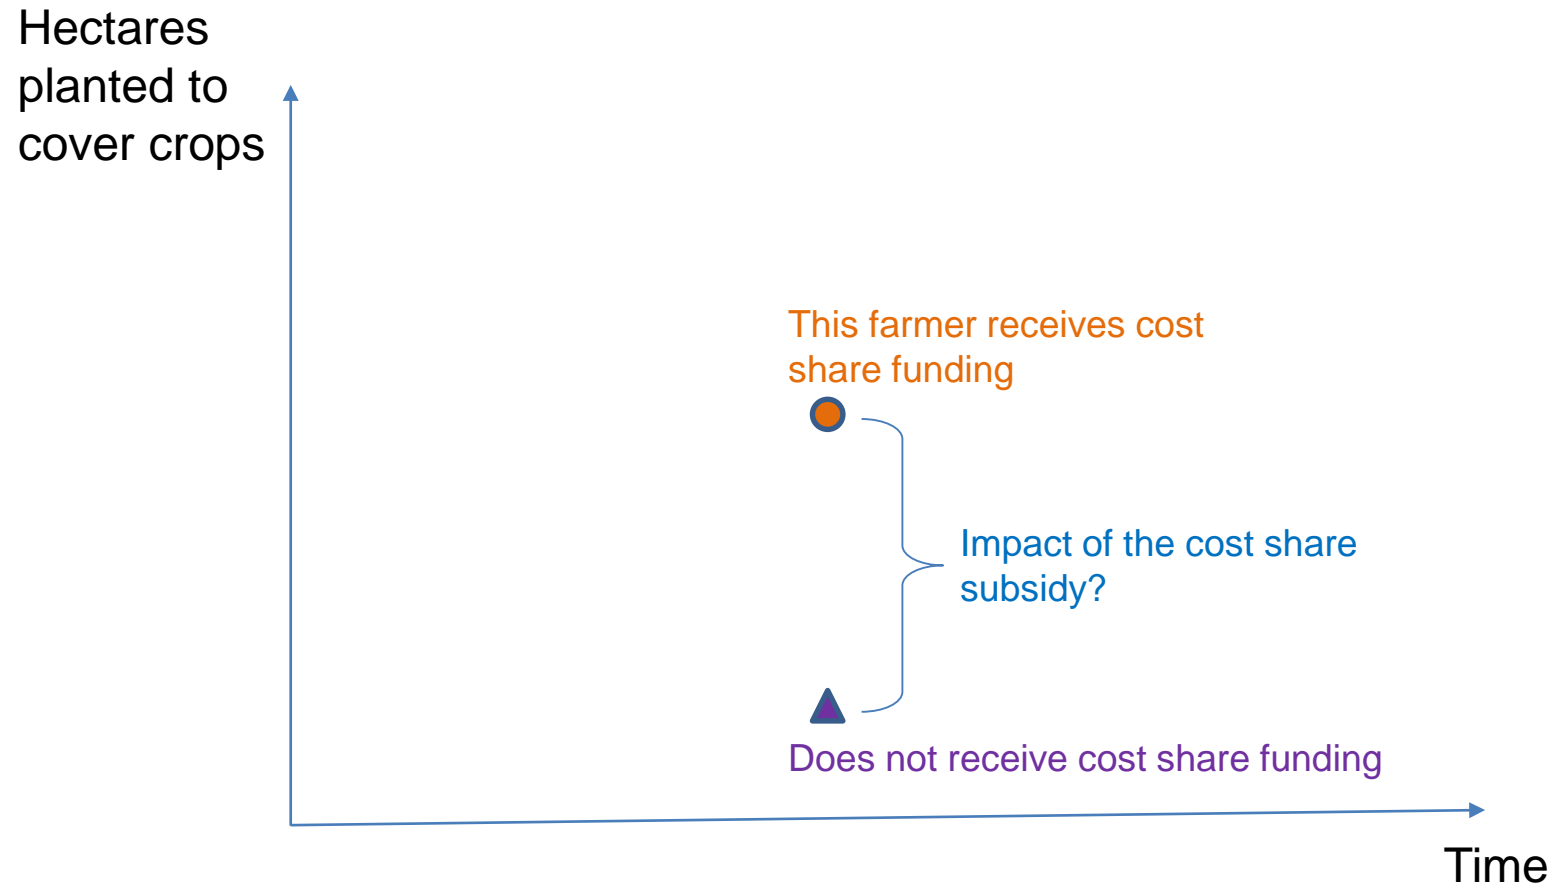 Hectares
planted to
cover crops
This farmer receives cost
share funding
Impact of the cost share
subsidy?
Does not receive cost share funding
Time